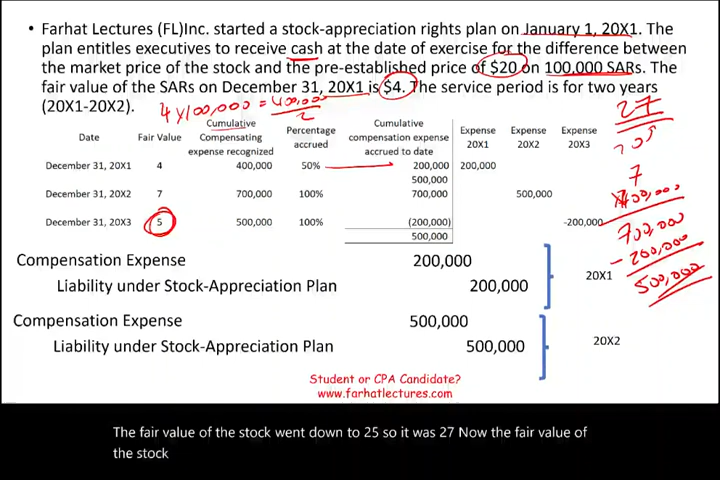 • Farhat Lectures (FL)Inc. started a stock-appreciation rights plan on January 1, 20X1. The
plan entitles executives to receive cash at the date of exercise for the difference between
the market price of the stock and the pre-established price of $20 on 100,000 SARs. The
fair value of the SARs on December 31, 20X1 is $4. The service period is for two years
(20X1-20X2).
4 x 100,000 = 400,000
2
27
Date Fair Value Cumulative Compensating expense recognized Percentage accrued Cumulative compensation expense accrued to date Expense 20X1 Expense 20X2 Expense 20X3
December 31, 20X1 4 400,000 50% 200,000 200,000
500,000
December 31, 20X2 7 700,000 100% 700,000 500,000
December 31, 20X3 5 500,000 100% (200,000) -200,000
500,000
7
700,000
- 200,000
500,000
Compensation Expense 200,000
Liability under Stock-Appreciation Plan 200,000
20X1
Compensation Expense 500,000
Liability under Stock-Appreciation Plan 500,000
20X2
Student or CPA Candidate?
www.farhatlectures.com
The fair value of the stock went down to 25 so it was 27 Now the fair value of
the stock